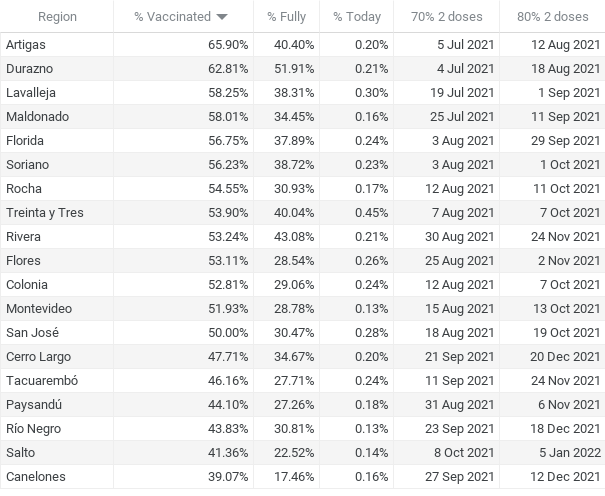 Region % Vaccinated % Fully % Today 70% 2 doses 80% 2 doses
Artigas 65.90% 40.40% 0.20% 5 Jul 2021 12 Aug 2021
Durazno 62.81% 51.91% 0.21% 4 Jul 2021 18 Aug 2021
Lavalleja 58.25% 38.31% 0.30% 19 Jul 2021 1 Sep 2021
Maldonado 58.01% 34.45% 0.16% 25 Jul 2021 11 Sep 2021
Florida 56.75% 37.89% 0.24% 3 Aug 2021 29 Sep 2021
Soriano 56.23% 38.72% 0.23% 3 Aug 2021 1 Oct 2021
Rocha 54.55% 30.93% 0.17% 12 Aug 2021 11 Oct 2021
Treinta y Tres 53.90% 40.04% 0.45% 7 Aug 2021 7 Oct 2021
Rivera 53.24% 43.08% 0.21% 30 Aug 2021 24 Nov 2021
Flores 53.11% 28.54% 0.26% 25 Aug 2021 2 Nov 2021
Colonia 52.81% 29.06% 0.24% 12 Aug 2021 7 Oct 2021
Montevideo 51.93% 28.78% 0.13% 15 Aug 2021 13 Oct 2021
San José 50.00% 30.47% 0.28% 18 Aug 2021 19 Oct 2021
Cerro Largo 47.71% 34.67% 0.20% 21 Sep 2021 20 Dec 2021
Tacuarembó 46.16% 27.71% 0.24% 11 Sep 2021 24 Nov 2021
Paysandú 44.10% 27.26% 0.18% 31 Aug 2021 6 Nov 2021
Río Negro 43.83% 30.81% 0.13% 23 Sep 2021 18 Dec 2021
Salto 41.36% 22.52% 0.14% 8 Oct 2021 5 Jan 2022
Canelones 39.07% 17.46% 0.16% 27 Sep 2021 12 Dec 2021